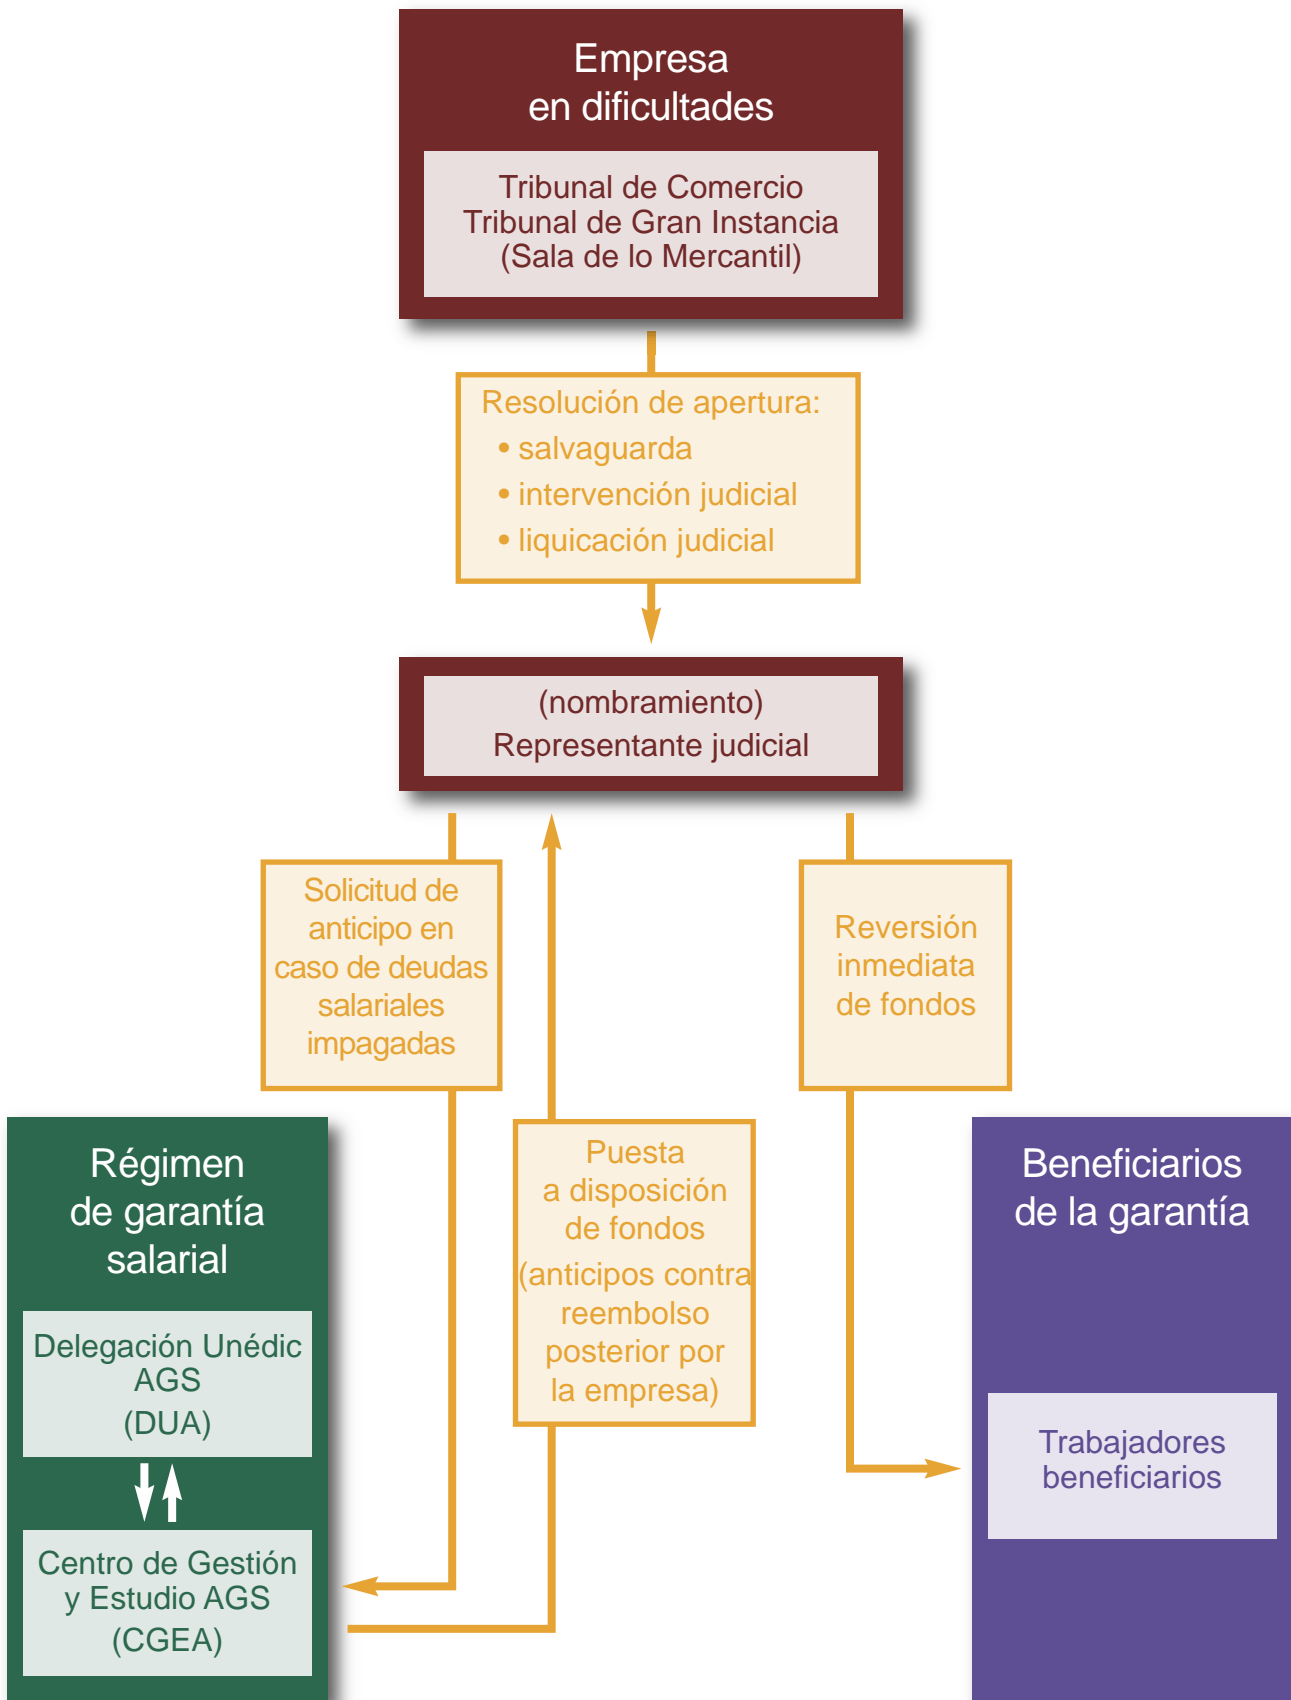 Empresa
en dificultades
Tribunal de Comercio
Tribunal de Gran Instancia
(Sala de lo Mercantil)
Resolución de apertura:
• salvaguarda
• intervención judicial
• liquicación judicial
(nombramiento)
Representante judicial
Solicitud de
anticipo en
caso de deudas
salariales
impagadas
Reversión
inmediata
de fondos
Puesta
a disposición
de fondos
(anticipos contra
reembolso
posterior por
la empresa)
Régimen
de garantía
salarial
Delegación Unédic
AGS
(DUA)
Centro de Gestión
y Estudio AGS
(CGEA)
Beneficiarios
de la garantía
Trabajadores
beneficiarios